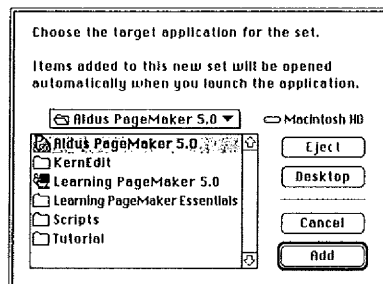 Choose the target application for the set.
Items added to this new set will be opened
automatically when you launch the application.
Aldus PageMaker 5.0
Macintosh HD
Aldus PageMaker 5.0
KernEdit
Learning PageMaker 5.0
Learning PageMaker Essentials
Scripts
Tutorial
Eject
Desktop
Cancel
Add